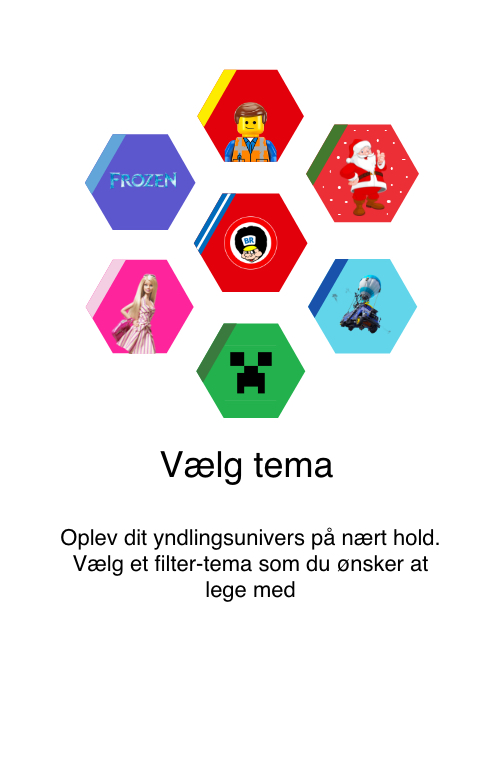 FROZEN
BR
Vælg tema
Oplev dit yndlingsunivers på nært hold.
Vælg et filter-tema som du ønsker at
lege med